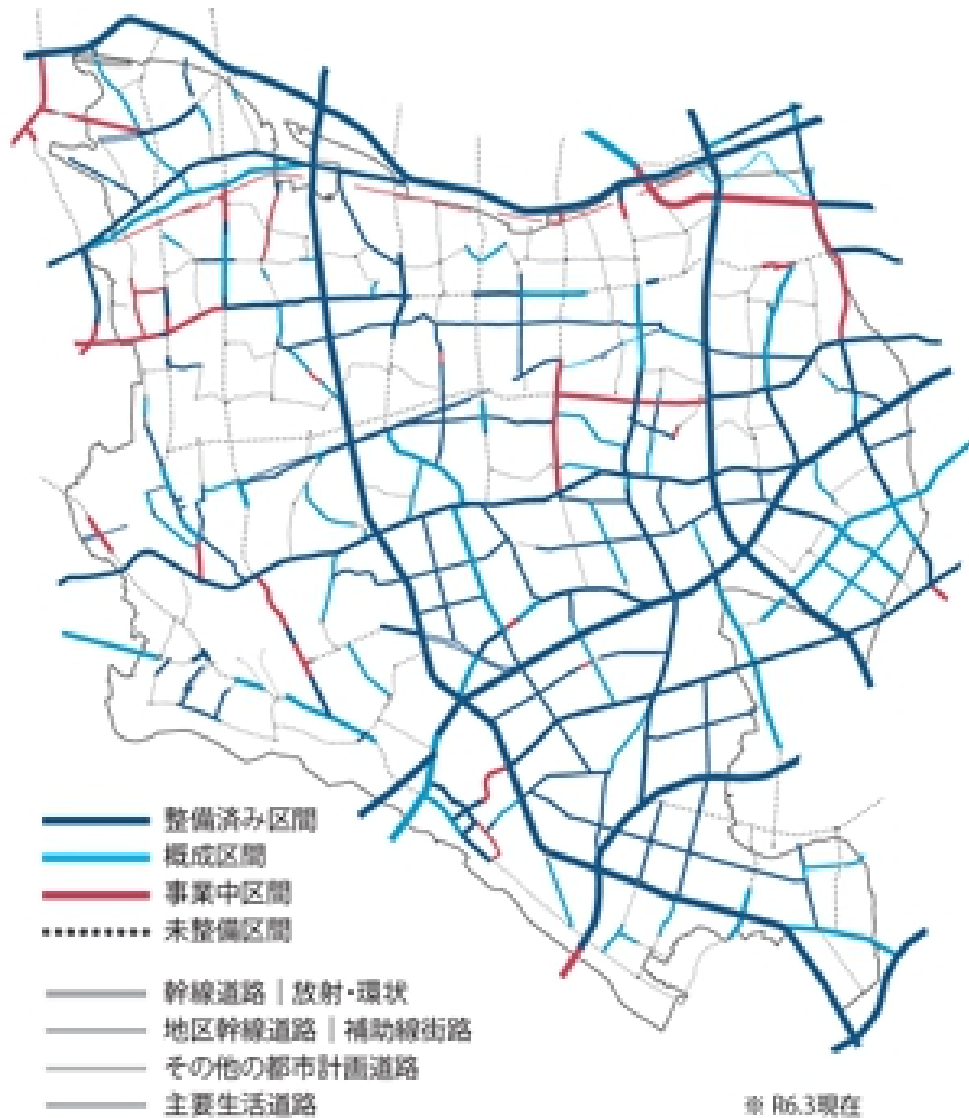 整備済み区間
概成区間
事業中区間
未整備区間
幹線道路｜放射・環状
地区幹線道路｜補助線街路
その他の都市計画道路
主要生活道路
※ R6.3現在